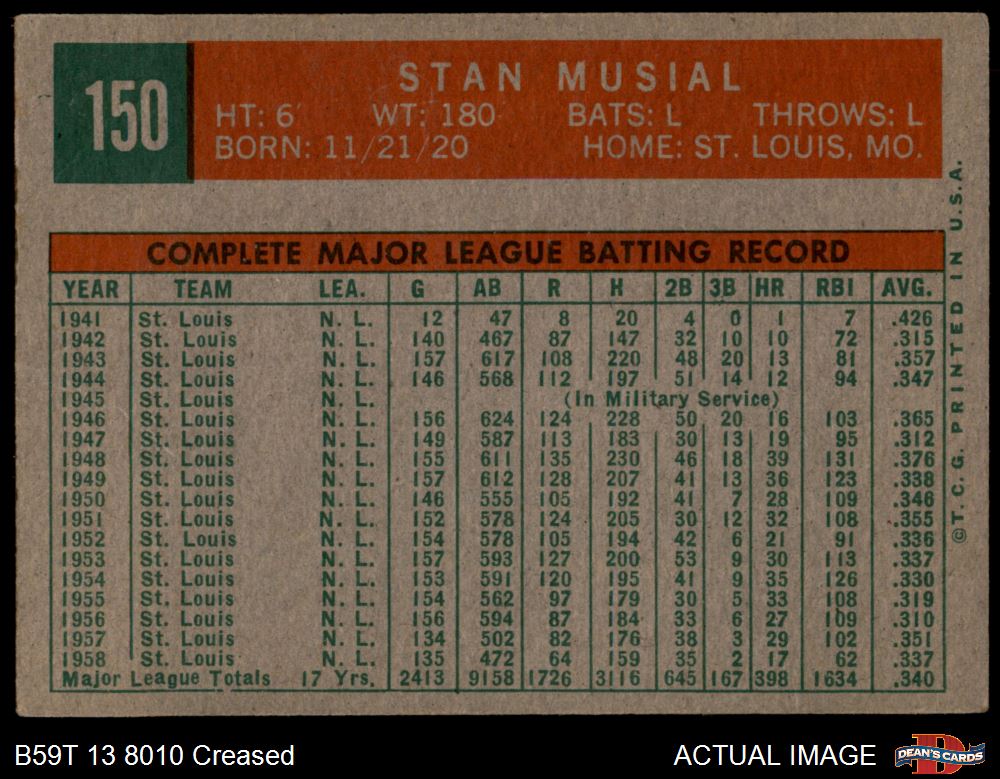 150
STAN MUSIAL
HT: 6' WT: 180 BATS: L THROWS: L
BORN: 11/21/20 HOME: ST. LOUIS, MO.
COMPLETE MAJOR LEAGUE BATTING RECORD
YEAR TEAM LEA. G AB R H 2B 3B HR RBI AVG.
1941 St. Louis N. L. 12 47 8 20 4 0 1 7 .426
1942 St. Louis N. L. 140 467 87 147 32 10 10 72 .315
1943 St. Louis N. L. 157 617 108 220 48 20 13 81 .357
1944 St. Louis N. L. 146 568 112 197 51 14 12 94 .347
1945 St. Louis N. L. (In Military Service)
1946 St. Louis N. L. 156 624 124 228 50 20 16 103 .365
1947 St. Louis N. L. 149 587 113 183 30 13 19 95 .312
1948 St. Louis N. L. 155 611 135 230 46 18 39 131 .376
1949 St. Louis N. L. 157 612 128 207 41 13 36 123 .338
1950 St. Louis N. L. 146 555 105 192 41 7 28 109 .346
1951 St. Louis N. L. 152 578 124 205 30 12 32 108 .355
1952 St. Louis N. L. 154 578 105 194 42 6 21 91 .336
1953 St. Louis N. L. 157 593 127 200 53 9 30 113 .337
1954 St. Louis N. L. 153 591 120 195 41 9 35 126 .330
1955 St. Louis N. L. 154 562 97 179 30 5 33 108 .319
1956 St. Louis N. L. 156 594 87 184 33 6 27 109 .310
1957 St. Louis N. L. 134 502 82 176 38 3 29 102 .351
1958 St. Louis N. L. 135 472 64 159 35 2 17 62 .337
Major League Totals 17 Yrs. 2413 9158 1726 3116 645 167 398 1634 .340
©T. C. G. PRINTED IN U.S.A.
B59T 13 8010 Creased
ACTUAL IMAGE
DEAN'S CARDS